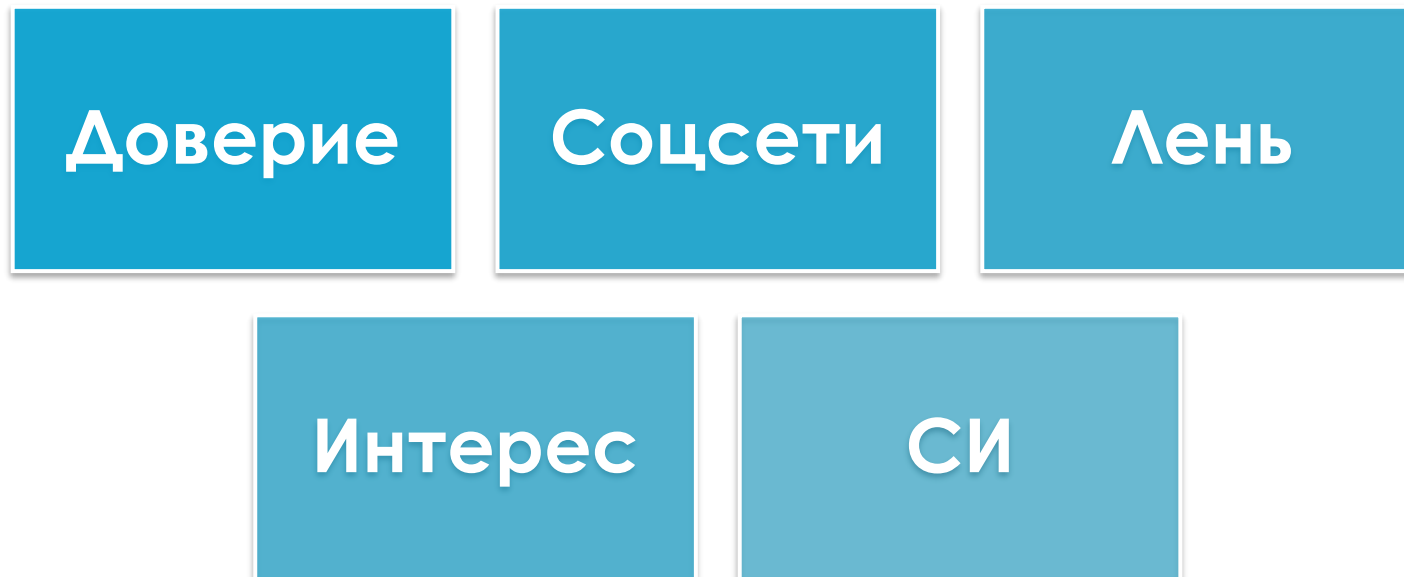 Доверие
Соцсети
Лень
Интерес
СИ